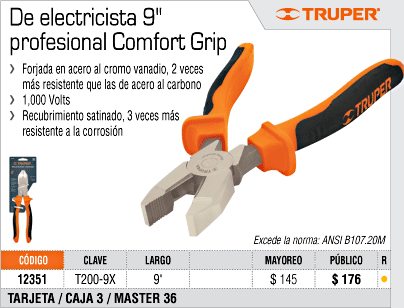 De electricista 9"
profesional Comfort Grip
TRUPER®
Forjada en acero al cromo vanadio, 2 veces
más resistente que las de acero al carbono
1,000 Volts
Recubrimiento satinado, 3 veces más
resistente a la corrosión
TRUPER
Excede la norma: ANSI B107.20M
CÓDIGO CLAVE LARGO MAYOREO PÚBLICO R
12351 T200-9X 9" $ 145 $ 176
TARJETA / CAJA 3 / MASTER 36